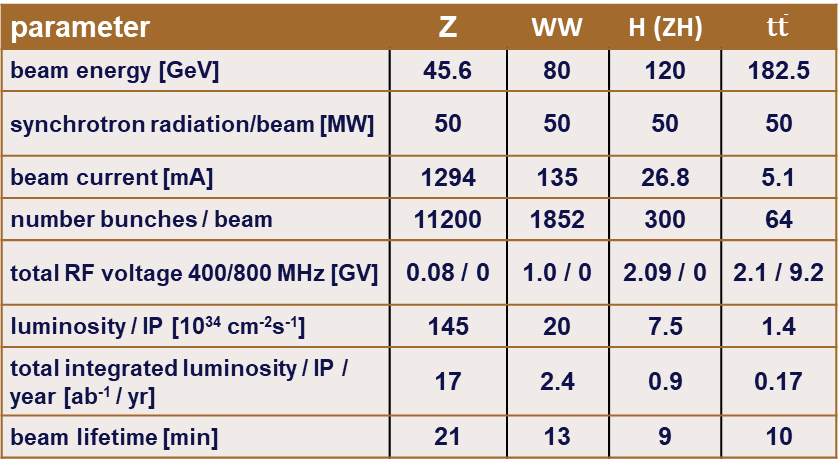 parameter Z WW H (ZH) tt̄
beam energy [GeV] 45.6 80 120 182.5
synchrotron radiation/beam [MW] 50 50 50 50
beam current [mA] 1294 135 26.8 5.1
number bunches / beam 11200 1852 300 64
total RF voltage 400/800 MHz [GV] 0.08 / 0 1.0 / 0 2.09 / 0 2.1 / 9.2
luminosity / IP [10³⁴ cm⁻²s⁻¹] 145 20 7.5 1.4
total integrated luminosity / IP /
year [ab⁻¹ / yr] 17 2.4 0.9 0.17
beam lifetime [min] 21 13 9 10